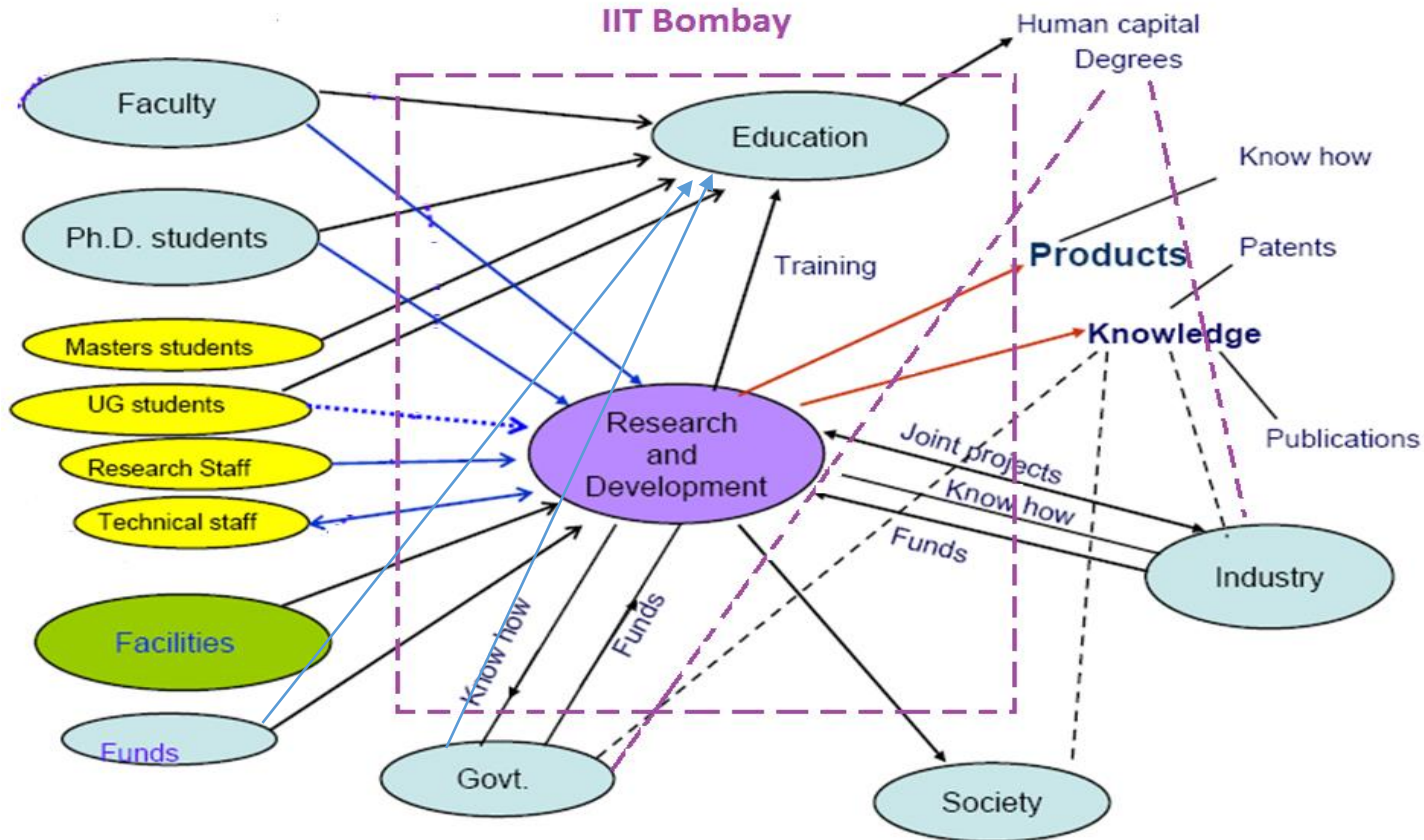 IIT Bombay
Human capital
Degrees
Faculty
Education
Know how
Ph.D. students
Products
Patents
Training
Masters students
Knowledge
UG students
Research
and
Development
Joint projects
Publications
Research Staff
Know how
Technical staff
Funds
Industry
Facilities
Know how
Funds
Funds
Govt.
Society